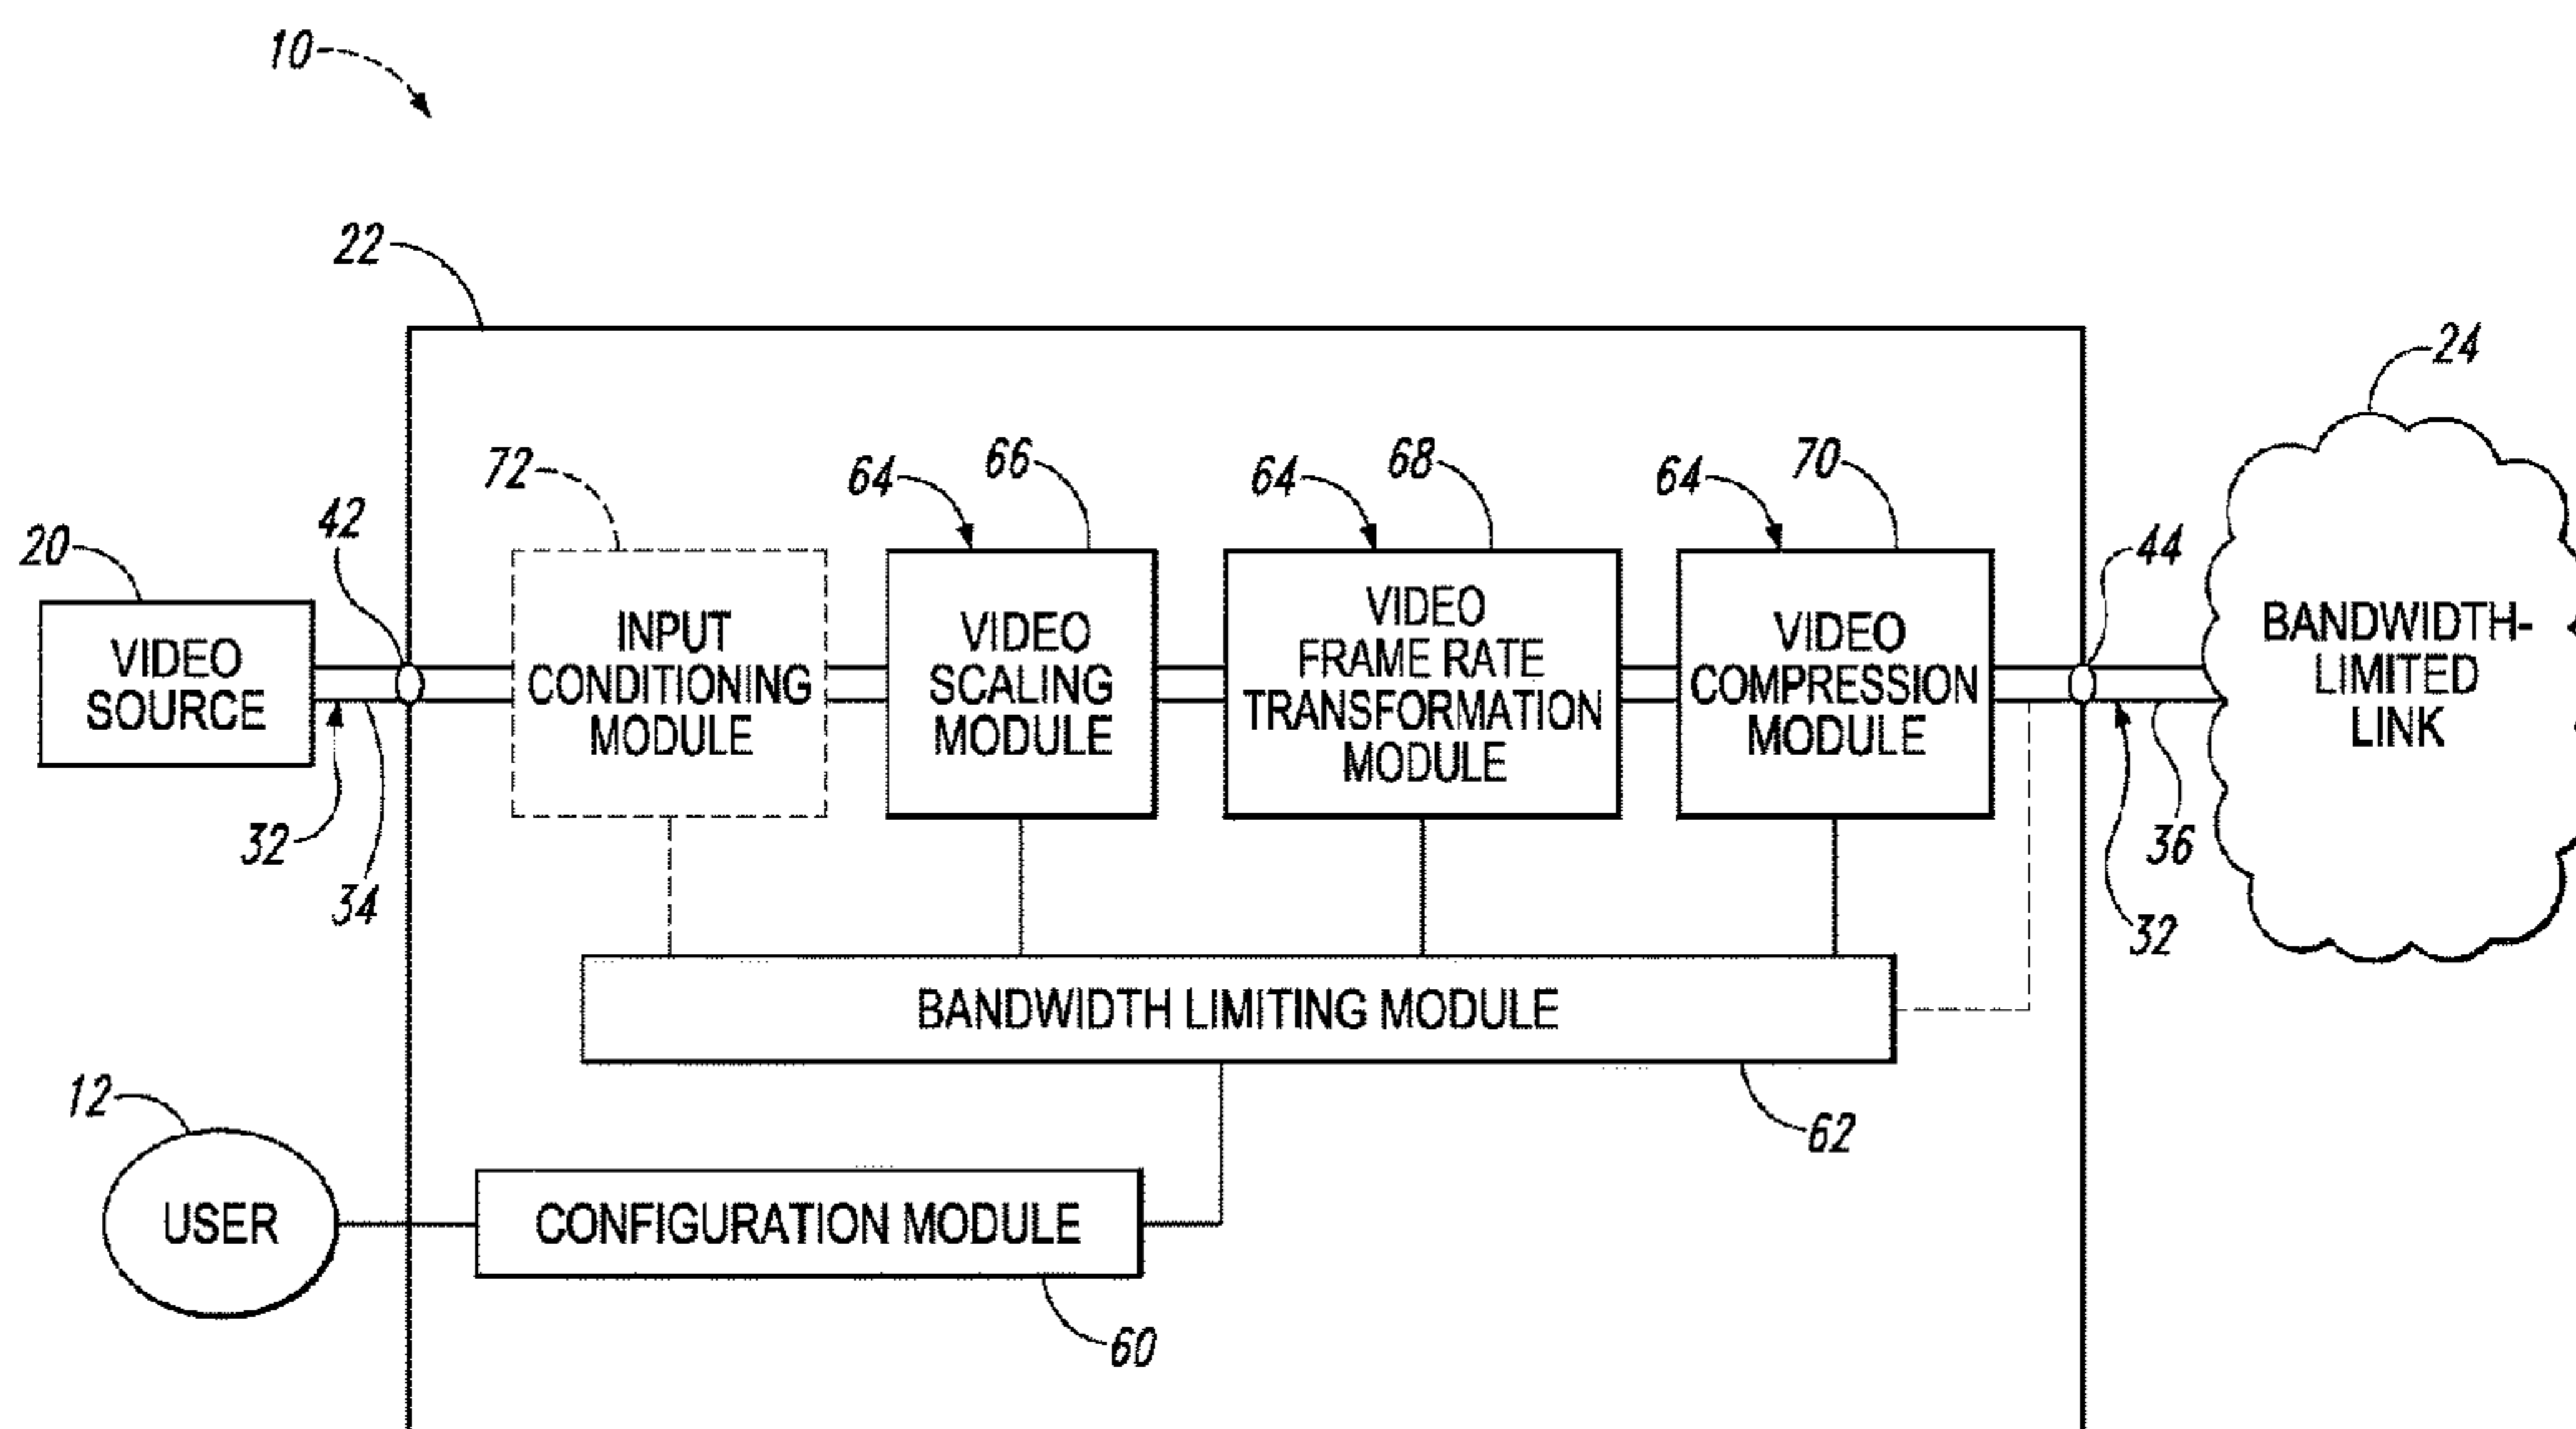 10
22
24
72
64
66
64
68
64
70
42
44
20
VIDEO
SOURCE
INPUT
CONDITIONING
MODULE
VIDEO
SCALING
MODULE
VIDEO
FRAME RATE
TRANSFORMATION
MODULE
VIDEO
COMPRESSION
MODULE
BANDWIDTH-
LIMITED
LINK
32
34
36
32
BANDWIDTH LIMITING MODULE
12
62
USER
CONFIGURATION MODULE
60